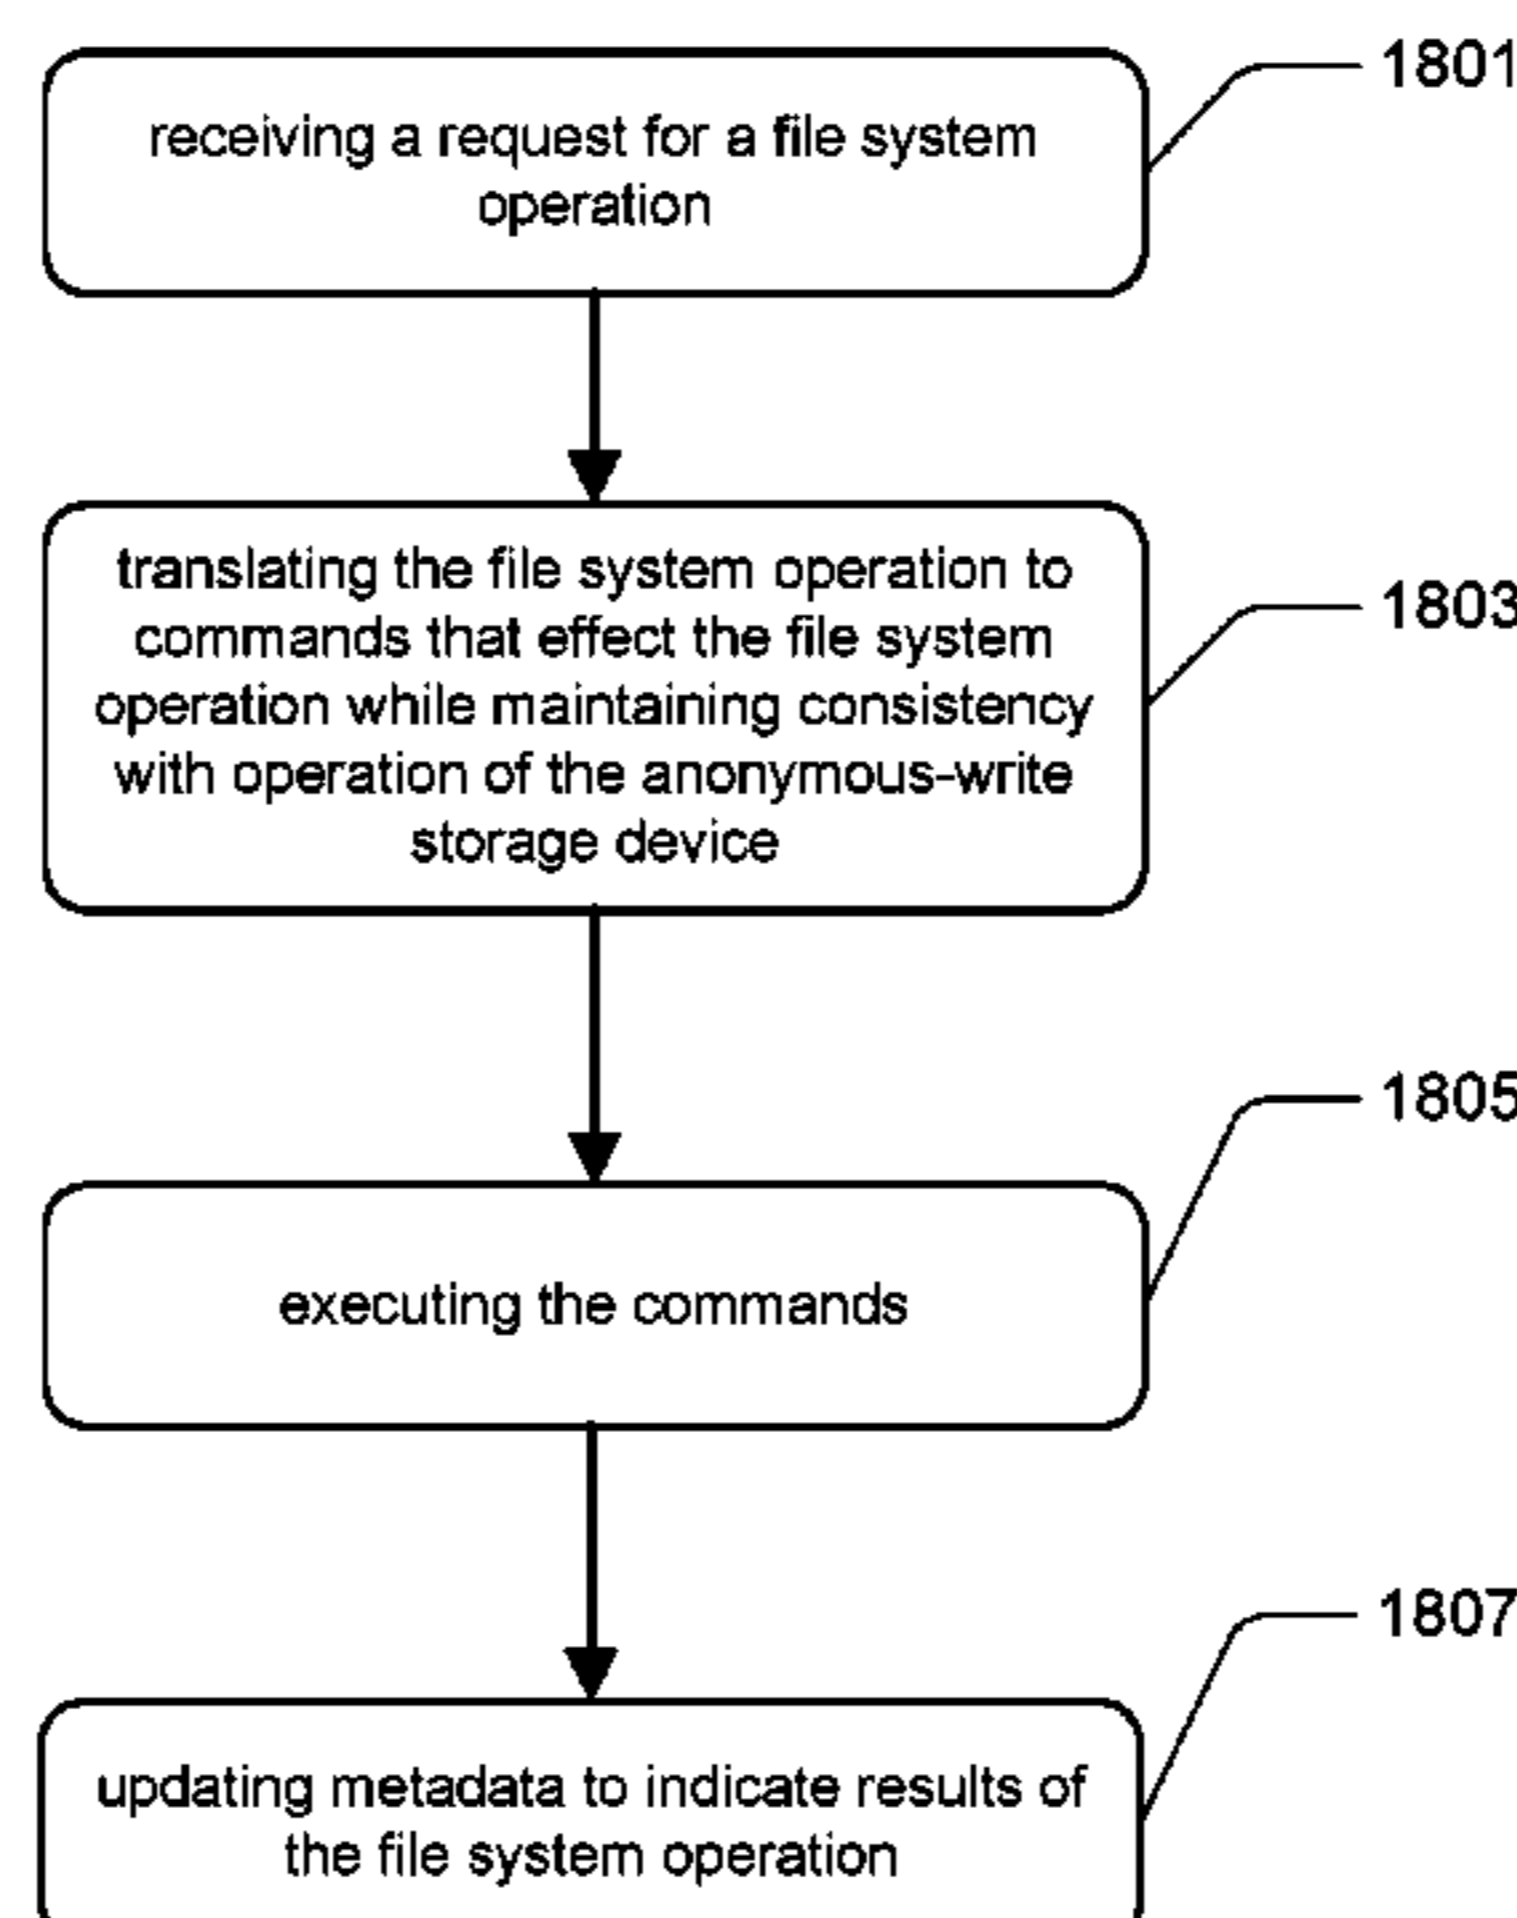 1801
receiving a request for a file system
operation
translating the file system operation to
commands that effect the file system
operation while maintaining consistency
with operation of the anonymous-write
storage device
1803
1805
executing the commands
1807
updating metadata to indicate results of
the file system operation